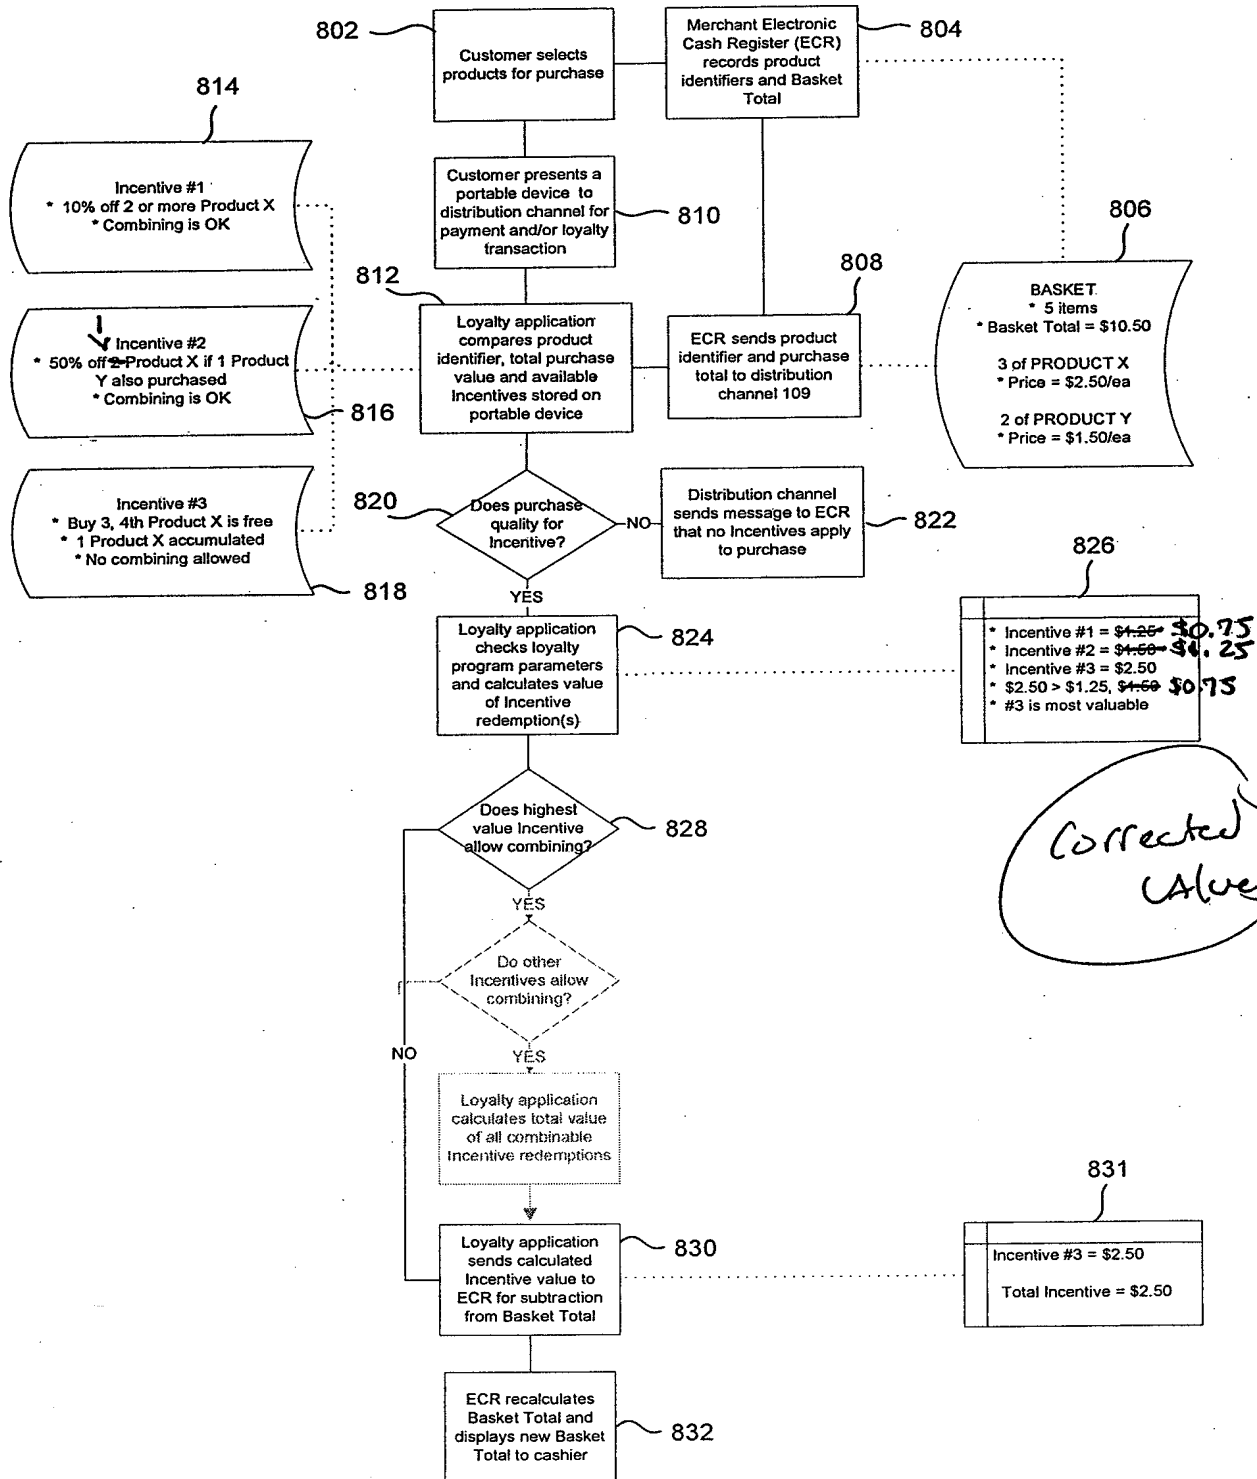 802
Customer selects
products for purchase
Merchant Electronic
Cash Register (ECR)
records product
identifiers and Basket
Total
804
814
Incentive #1
* 10% off 2 or more Product X
* Combining is OK
Customer presents a
portable device to
distribution channel for
payment and/or loyalty
transaction
810
806
BASKET
* 5 items
* Basket Total = $10.50
3 of PRODUCT X
* Price = $2.50/ea
2 of PRODUCT Y
* Price = $1.50/ea
812
Loyalty application
compares product
identifier, total purchase
value and available
Incentives stored on
portable device
808
ECR sends product
identifier and purchase
total to distribution
channel 109
1
Incentive #2
* 50% off 2 Product X if 1 Product
Y also purchased
* Combining is OK
816
Incentive #3
* Buy 3, 4th Product X is free
* 1 Product X accumulated
* No combining allowed
818
820
Does purchase
quality for
Incentive?
NO
Distribution channel
sends message to ECR
that no Incentives apply
to purchase
822
YES
Loyalty application
checks loyalty
program parameters
and calculates value
of Incentive
redemption(s)
824
826
* Incentive #1 = $1.25 $0.75
* Incentive #2 = $1.50 $1.25
* Incentive #3 = $2.50
* $2.50 > $1.25, $1.50 $0.75
* #3 is most valuable
Corrected
Value
Does highest
value Incentive
allow combining?
828
YES
Do other
Incentives allow
combining?
NO
YES
Loyalty application
calculates total value
of all combinable
Incentive redemptions
Loyalty application
sends calculated
Incentive value to
ECR for subtraction
from Basket Total
830
831
Incentive #3 = $2.50
Total Incentive = $2.50
ECR recalculates
Basket Total and
displays new Basket
Total to cashier
832